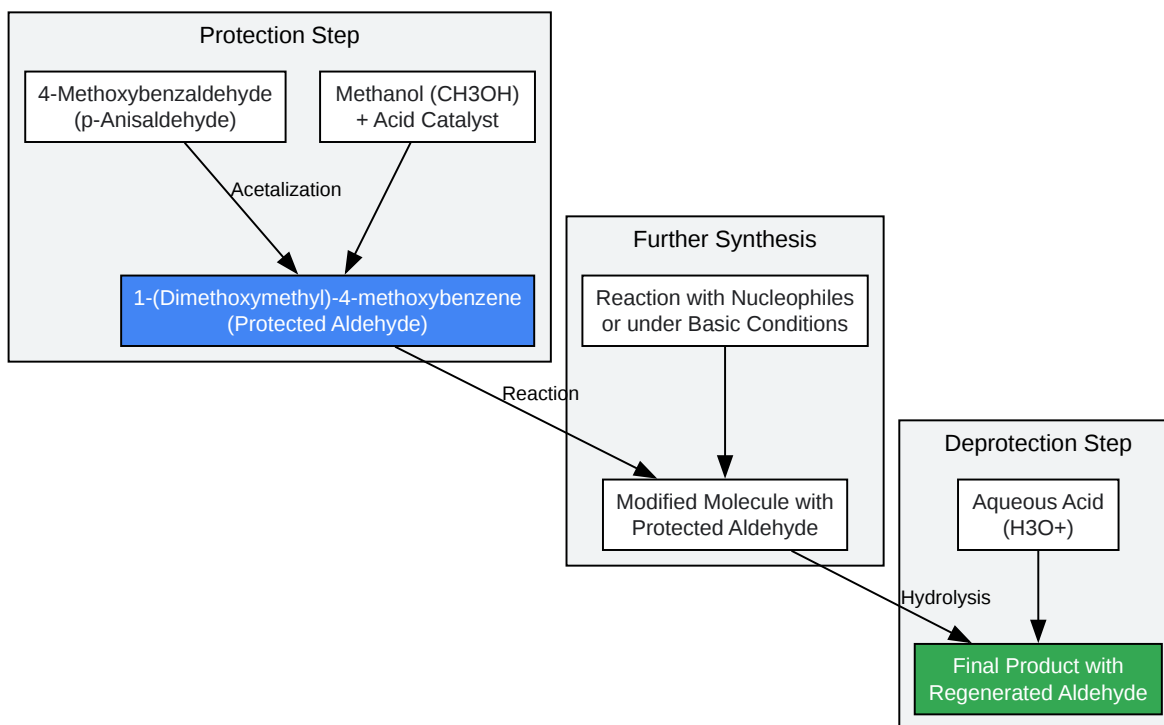 Protection Step
4-Methoxybenzaldehyde
(p-Anisaldehyde)
Methanol (CH3OH)
+ Acid Catalyst
Acetalization
1-(Dimethoxymethyl)-4-methoxybenzene
(Protected Aldehyde)
Further Synthesis
Reaction with Nucleophiles
or under Basic Conditions
Reaction
Modified Molecule with
Protected Aldehyde
Deprotection Step
Aqueous Acid
(H3O+)
Hydrolysis
Final Product with
Regenerated Aldehyde